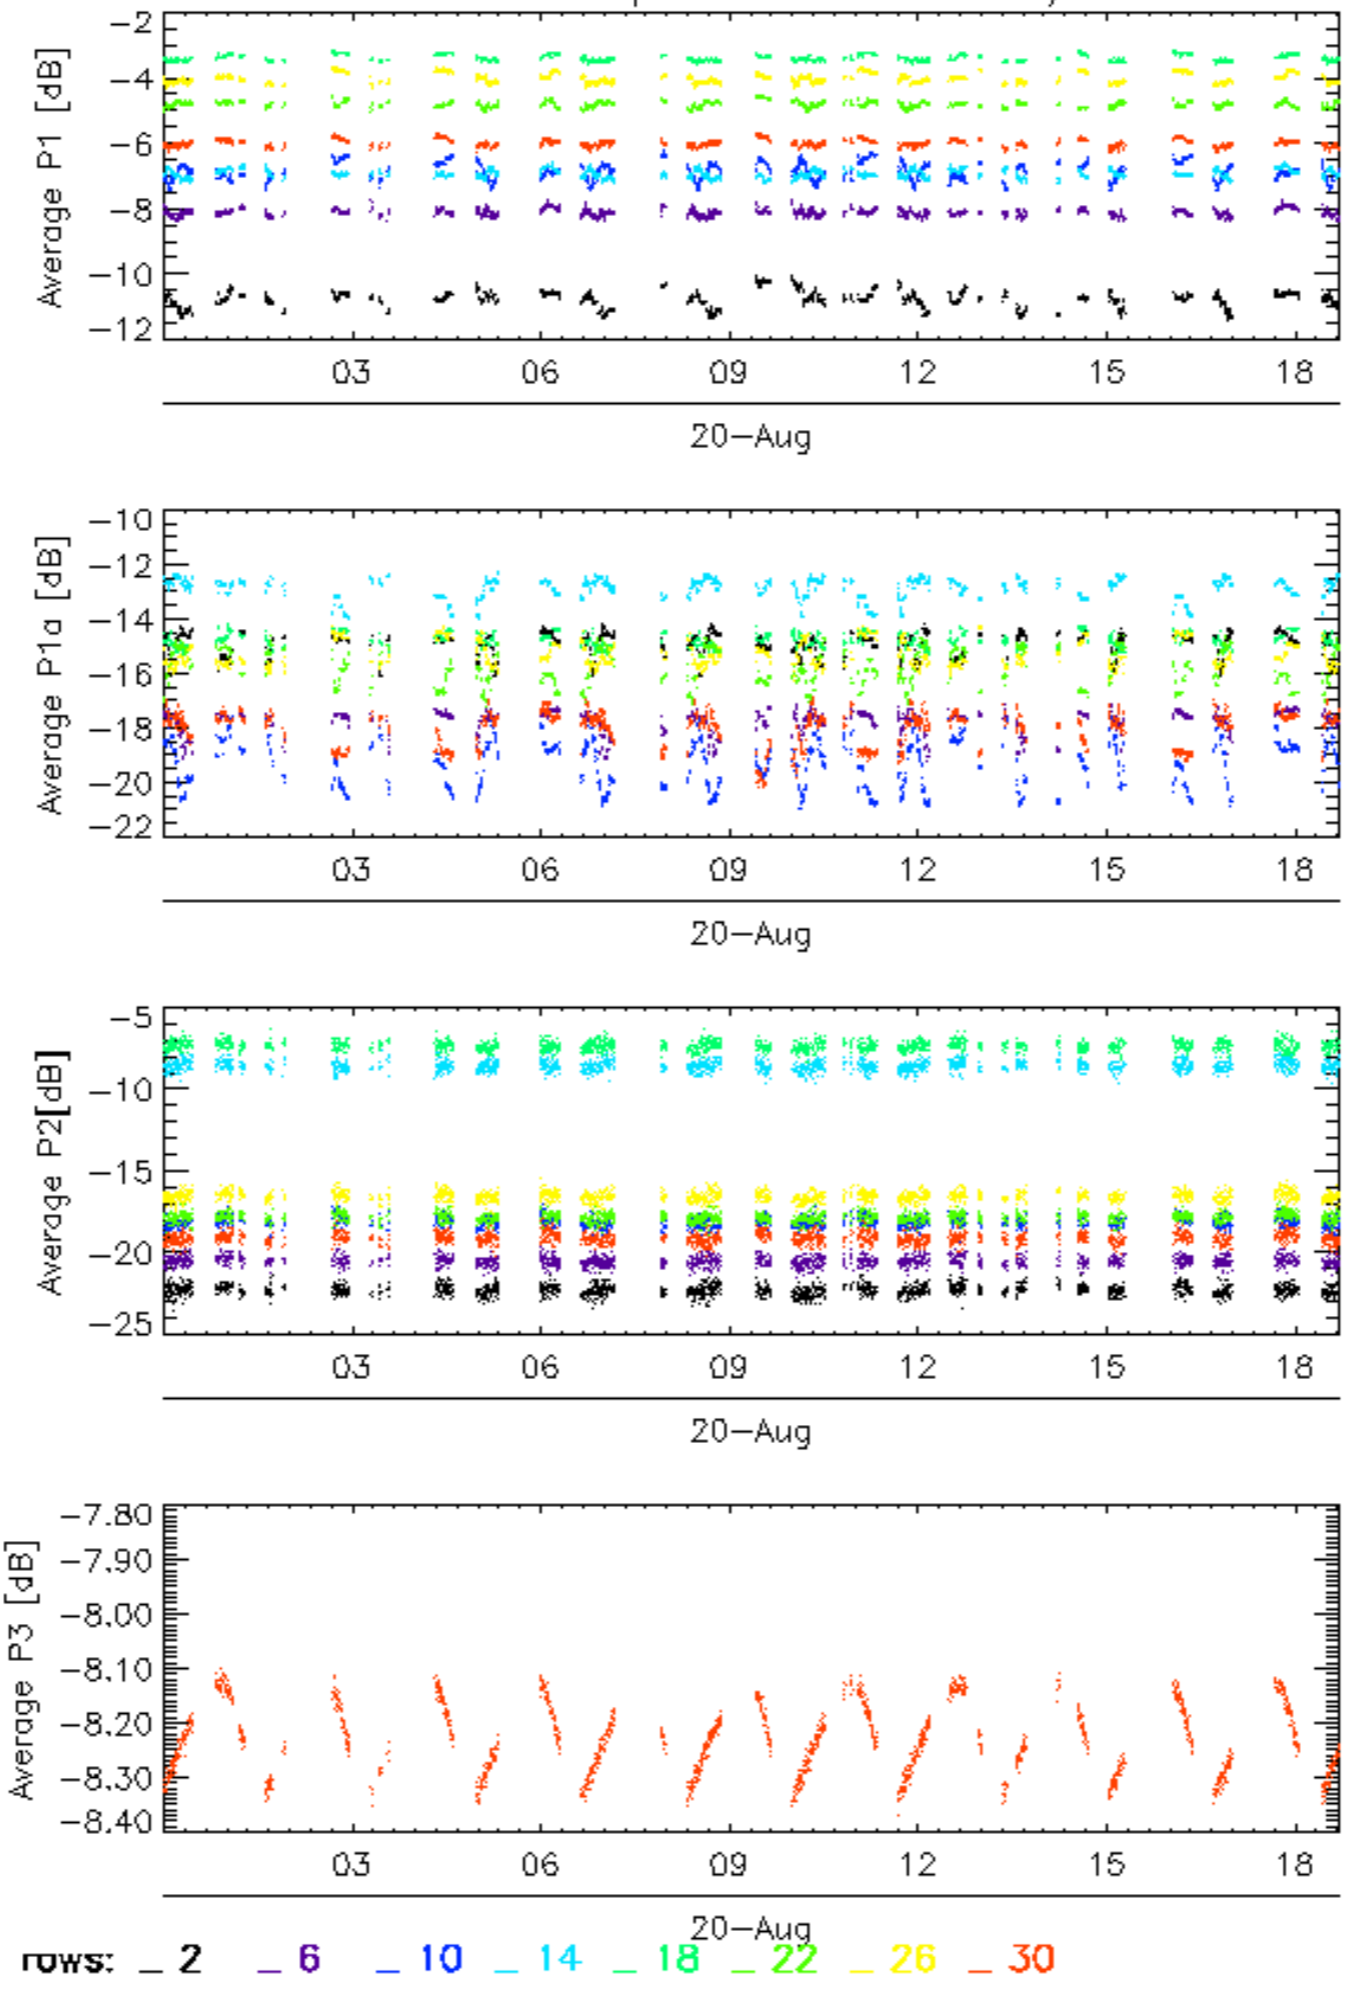 −2
−4
−6
−8
−10
−12
Average P1 [dB]
03 06 09 12 15 18
20−Aug
−10
−12
−14
−16
−18
−20
−22
Average P1a [dB]
03 06 09 12 15 18
20−Aug
−5
−10
−15
−20
−25
Average P2[dB]
03 06 09 12 15 18
20−Aug
−7.80
−7.90
−8.00
−8.10
−8.20
−8.30
−8.40
Average P3 [dB]
03 06 09 12 15 18
20−Aug
rows: _ 2 _ 6 _ 10 _ 14 _ 18 _ 22 _ 26 _ 30